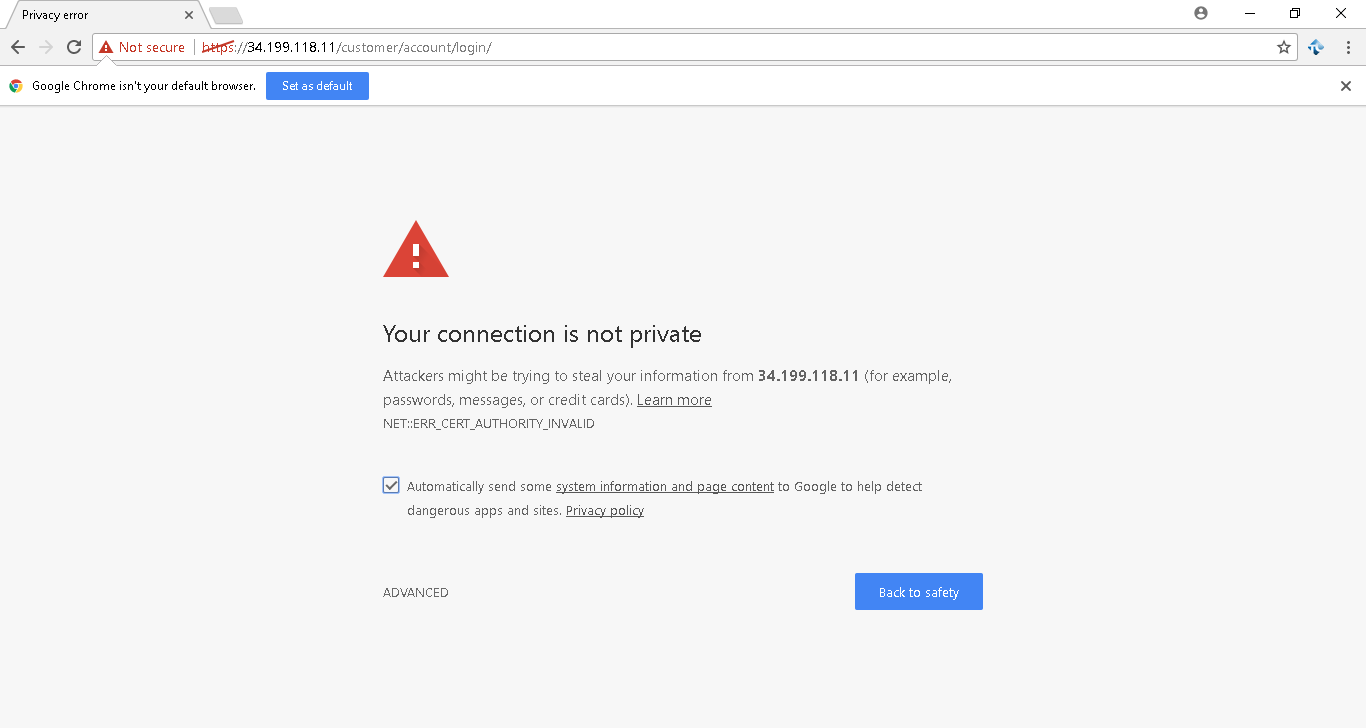 Privacy error
Not secure https://34.199.118.11/customer/account/login/
Google Chrome isn't your default browser. Set as default
Your connection is not private
Attackers might be trying to steal your information from 34.199.118.11 (for example,
passwords, messages, or credit cards). Learn more
NET::ERR_CERT_AUTHORITY_INVALID
Automatically send some system information and page content to Google to help detect
dangerous apps and sites. Privacy policy
ADVANCED Back to safety